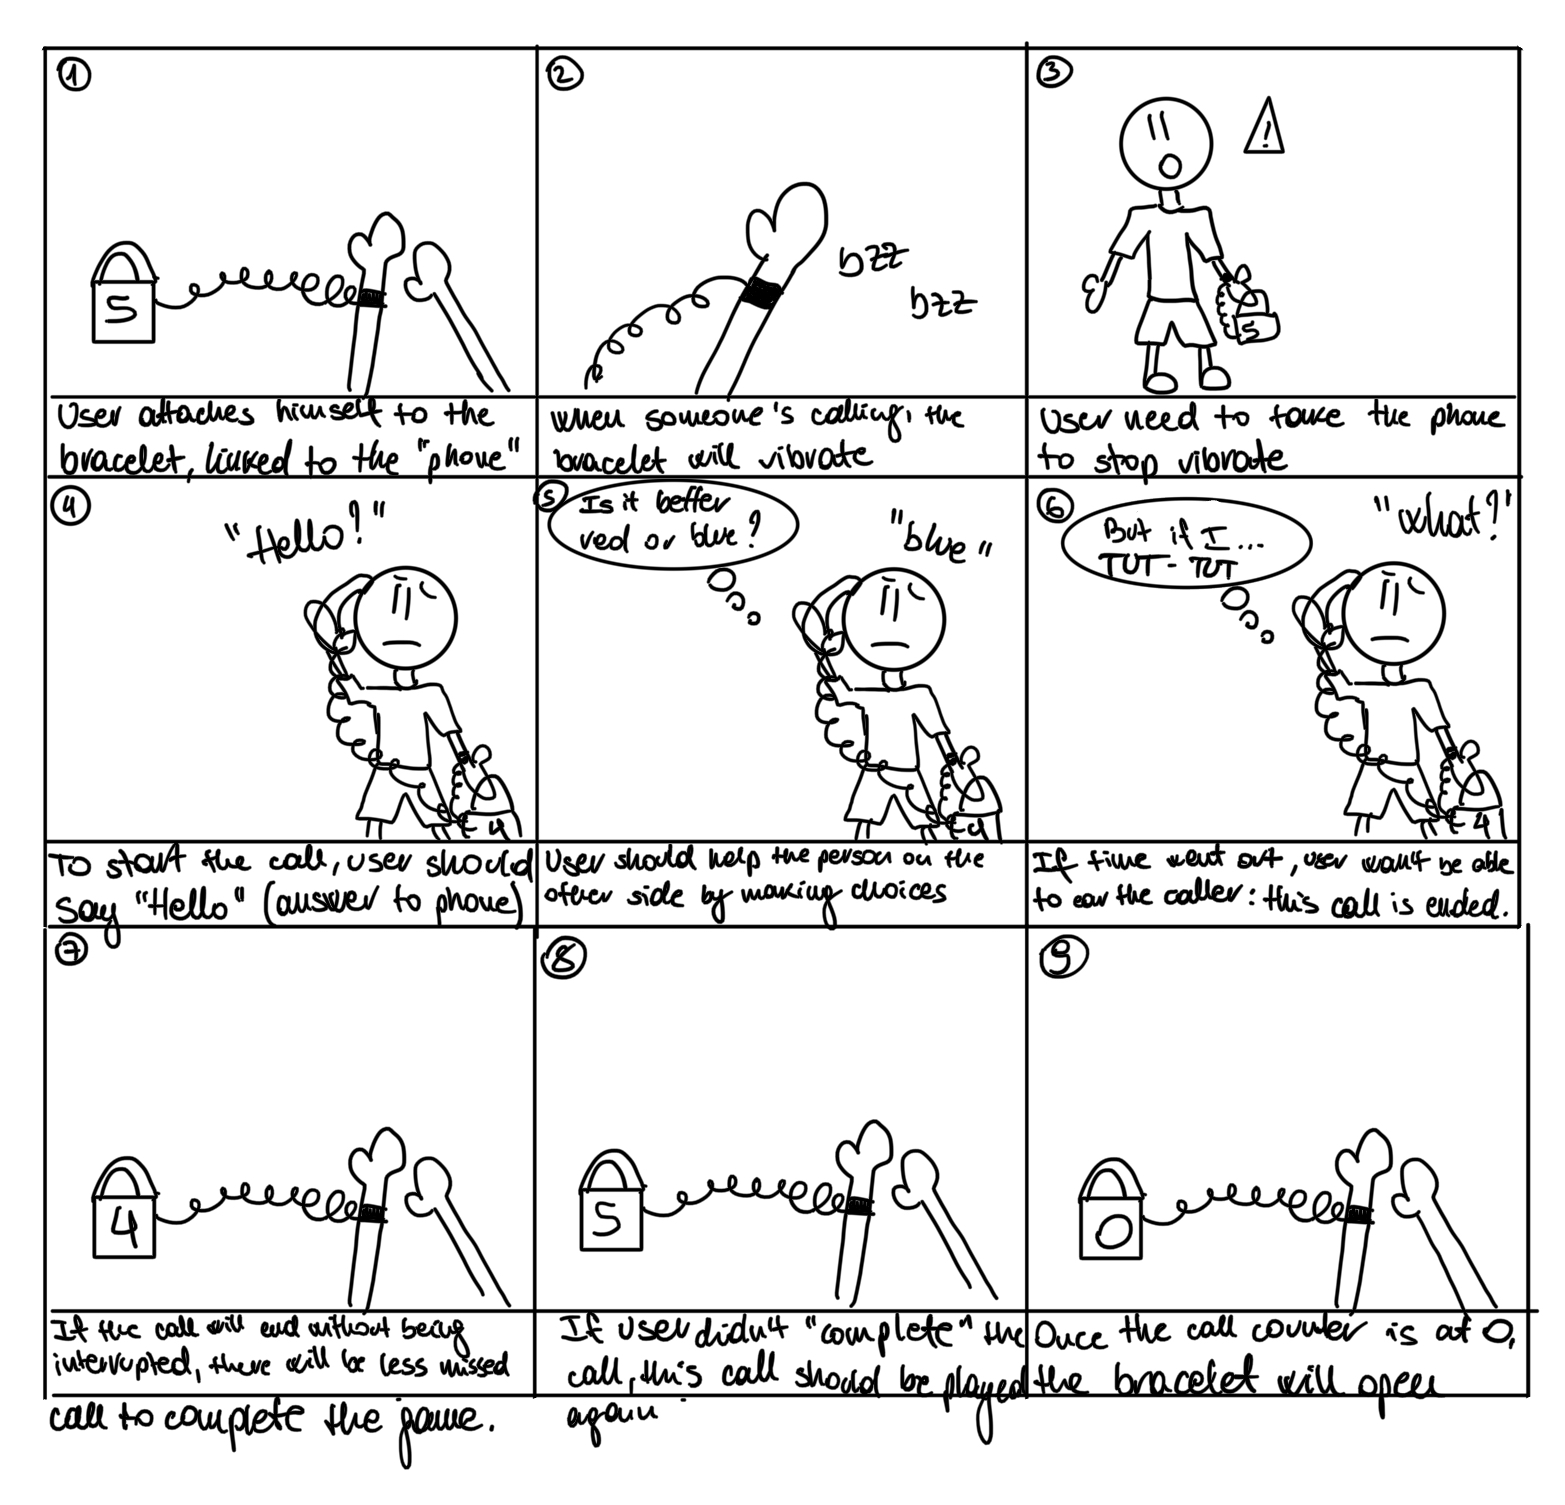 1
5
User attaches himself to the
bracelet, linked to the "phone"
2
bzz
bzz
when someone's calling, the
bracelet will vibrate
3
!
5
User need to take the phone
to stop vibrate
4
"Hello?"
4
To start the call, user should
say "Hello" (answer to phone)
5
Is it better
red or blue?
"blue"
4
User should help the person on the
other side by making choices
6
But if I...
TUT - TUT
"what?"
4
If time went out, user won't be able
to ear the caller: this call is ended.
7
4
If the call will end without being
interrupted, there will be less missed
call to complete the game.
8
5
If user didn't "complete" the
call, this call should be played
again
9
0
Once the call counter is at 0,
the bracelet will open